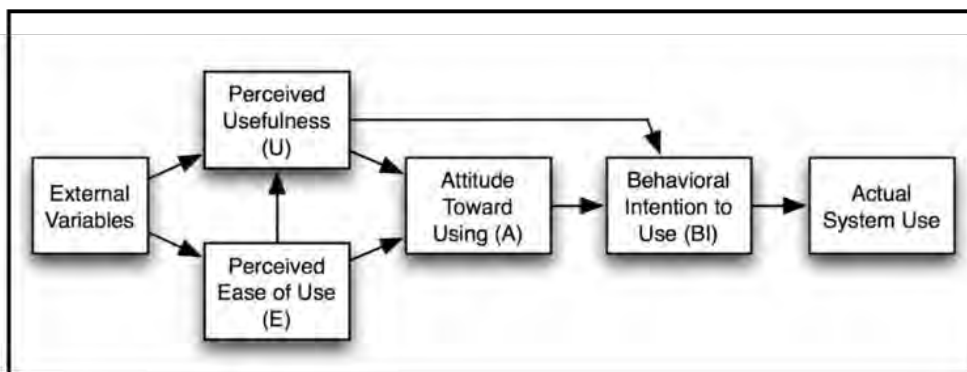 Perceived
Usefulness
(U)
External
Variables
Perceived
Ease of Use
(E)
Attitude
Toward
Using (A)
Behavioral
Intention to
Use (BI)
Actual
System Use